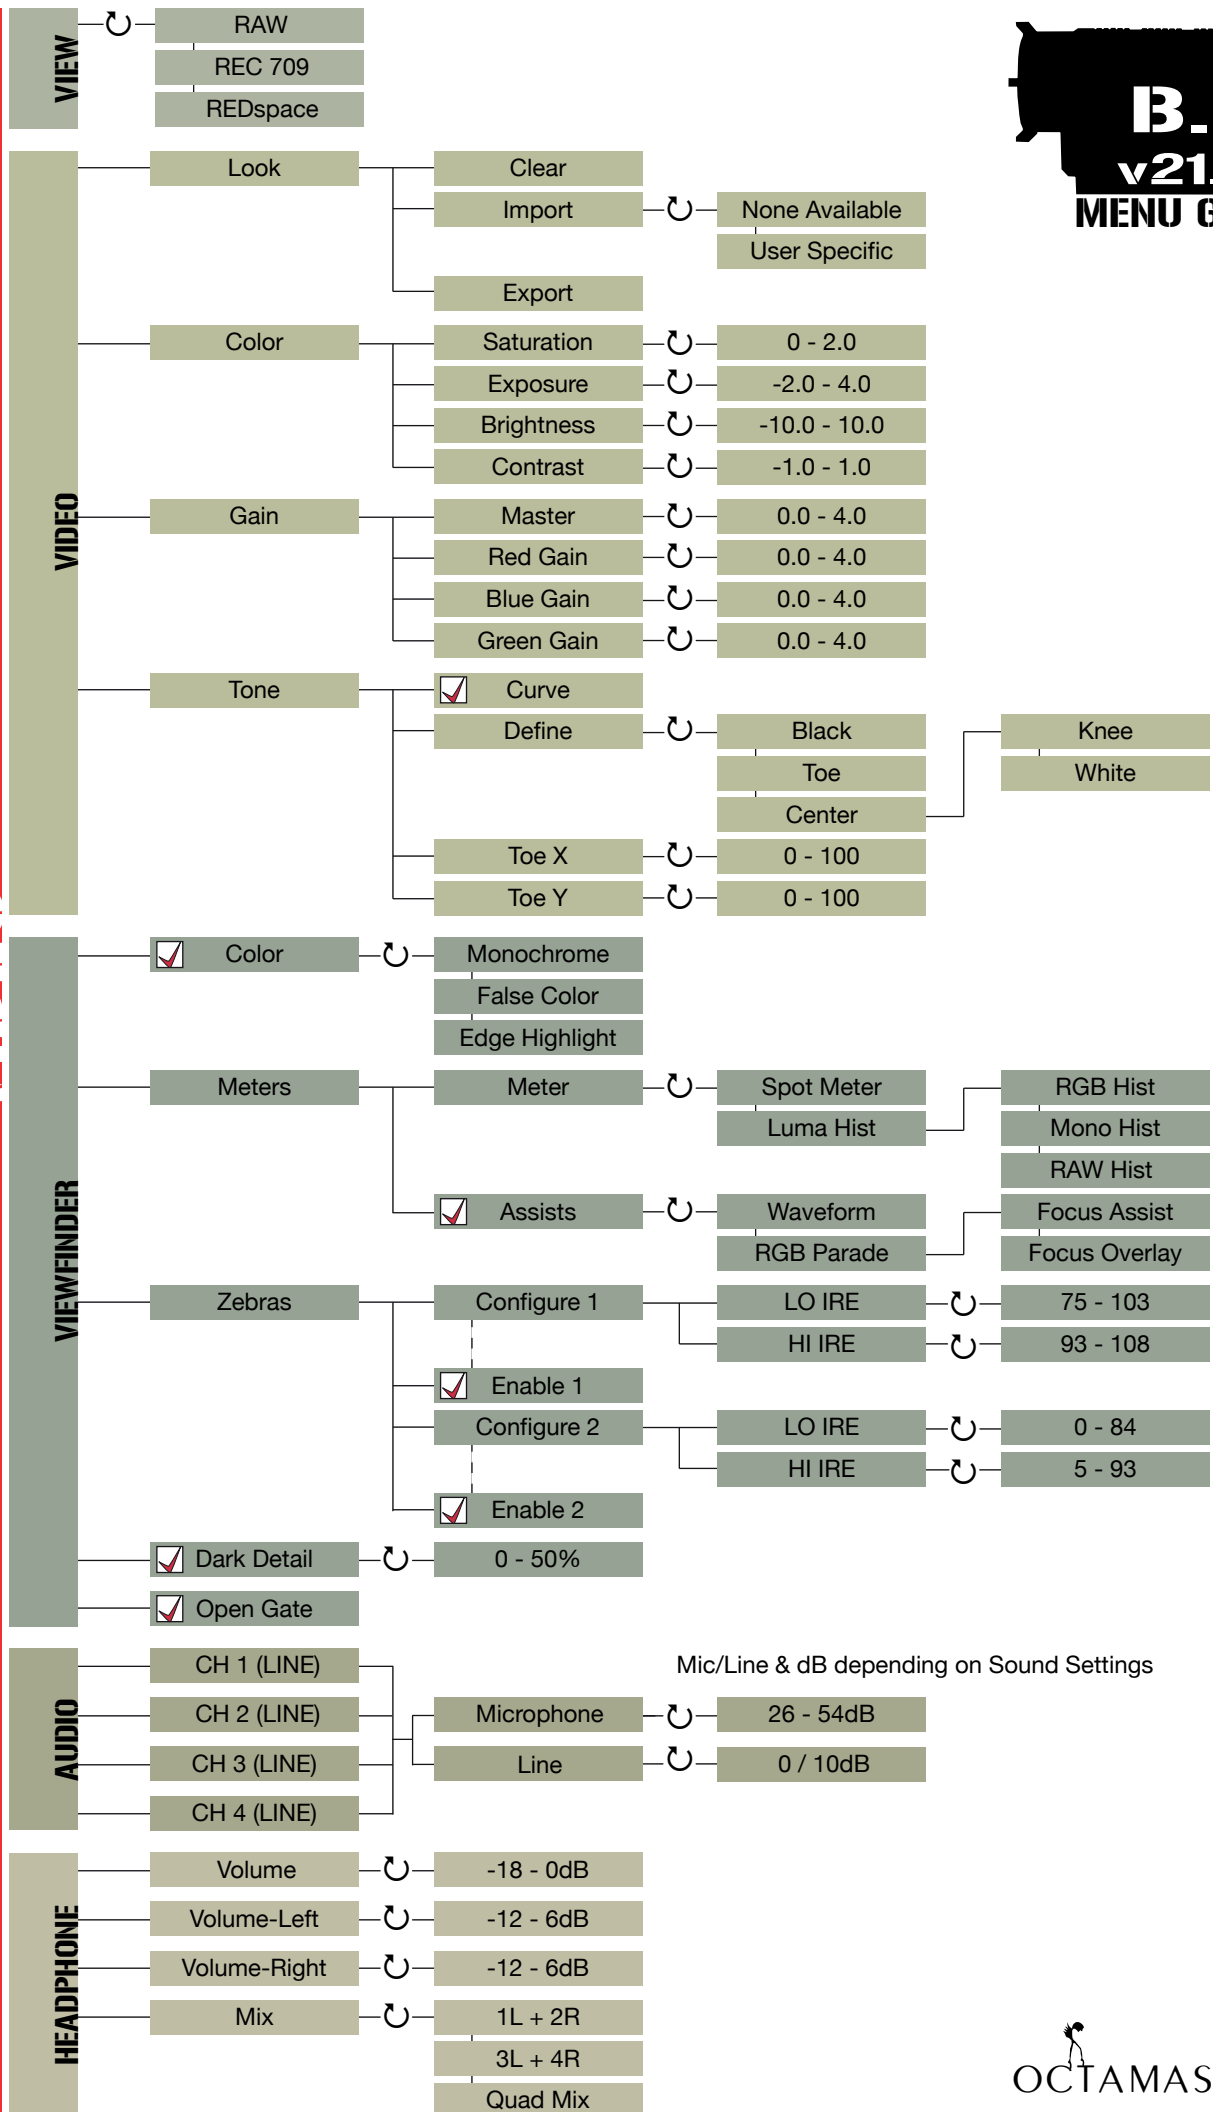 VIEW
RAW
REC 709
REDspace
B.
v21.
MENU G
VIDEO
Look
Clear
Import
None Available
User Specific
Export
Color
Saturation
0 - 2.0
Exposure
-2.0 - 4.0
Brightness
-10.0 - 10.0
Contrast
-1.0 - 1.0
Gain
Master
0.0 - 4.0
Red Gain
0.0 - 4.0
Blue Gain
0.0 - 4.0
Green Gain
0.0 - 4.0
Tone
Curve
Define
Black
Toe
Center
Knee
White
Toe X
0 - 100
Toe Y
0 - 100
VIEWFINDER
Color
Monochrome
False Color
Edge Highlight
Meters
Meter
Spot Meter
Luma Hist
RGB Hist
Mono Hist
RAW Hist
Assists
Waveform
RGB Parade
Focus Assist
Focus Overlay
Zebras
Configure 1
LO IRE
75 - 103
HI IRE
93 - 108
Enable 1
Configure 2
LO IRE
0 - 84
HI IRE
5 - 93
Enable 2
Dark Detail
0 - 50%
Open Gate
AUDIO
CH 1 (LINE)
CH 2 (LINE)
CH 3 (LINE)
CH 4 (LINE)
Mic/Line & dB depending on Sound Settings
Microphone
26 - 54dB
Line
0 / 10dB
HEADPHONE
Volume
-18 - 0dB
Volume-Left
-12 - 6dB
Volume-Right
-12 - 6dB
Mix
1L + 2R
3L + 4R
Quad Mix
OCTAMAS